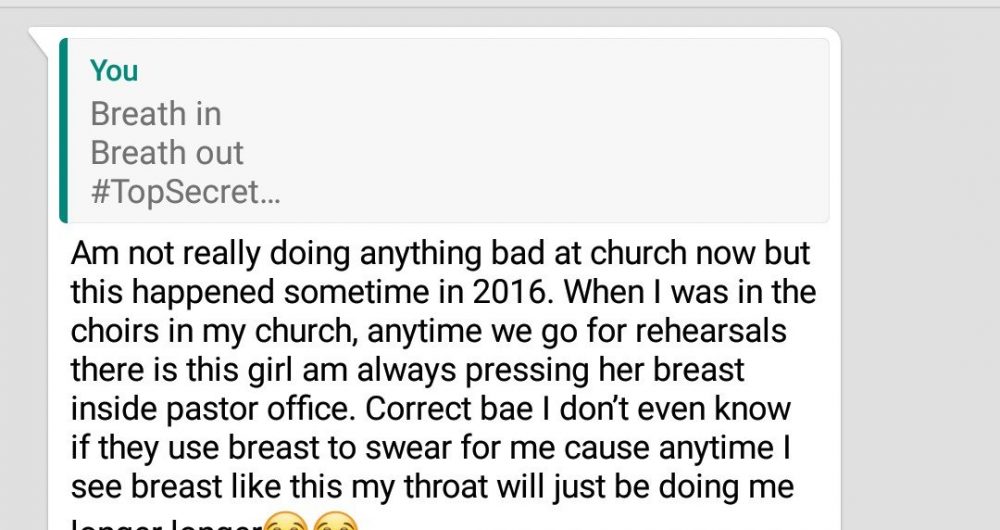 You
Breath in
Breath out
#TopSecret...
Am not really doing anything bad at church now but
this happened sometime in 2016. When I was in the
choirs in my church, anytime we go for rehearsals
there is this girl am always pressing her breast
inside pastor office. Correct bae I don't even know
if they use breast to swear for me cause anytime I
see breast like this my throat will just be doing me
longer longer